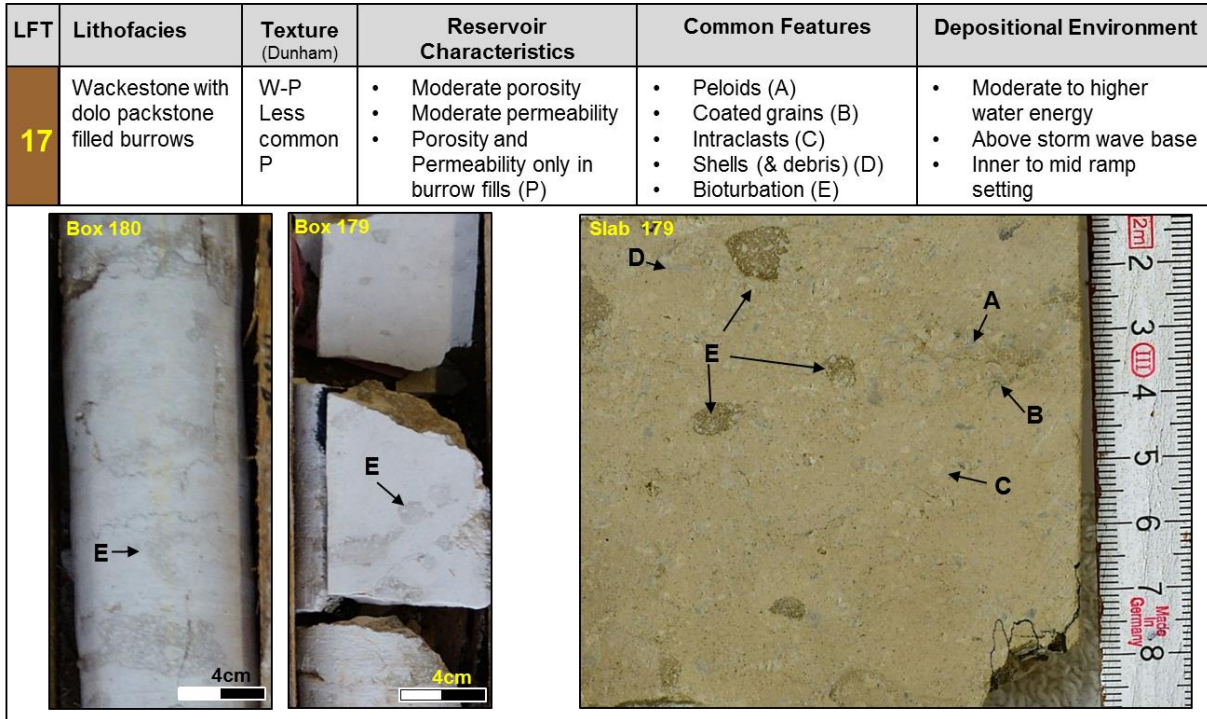 LFT
Lithofacies
Texture
(Dunham)
Reservoir
Characteristics
Common Features
Depositional Environment
17
Wackestone with
dolo packstone
filled burrows
W-P
Less
common
P
• Moderate porosity
• Moderate permeability
• Porosity and
Permeability only in
burrow fills (P)
• Peloids (A)
• Coated grains (B)
• Intraclasts (C)
• Shells (& debris) (D)
• Bioturbation (E)
• Moderate to higher
water energy
• Above storm wave base
• Inner to mid ramp
setting
Box 180
E
4cm
Box 179
E
4cm
Slab 179
D
A
E
B
C
2m
2
3
III
4
5
6
7
Made
in
Germany
8